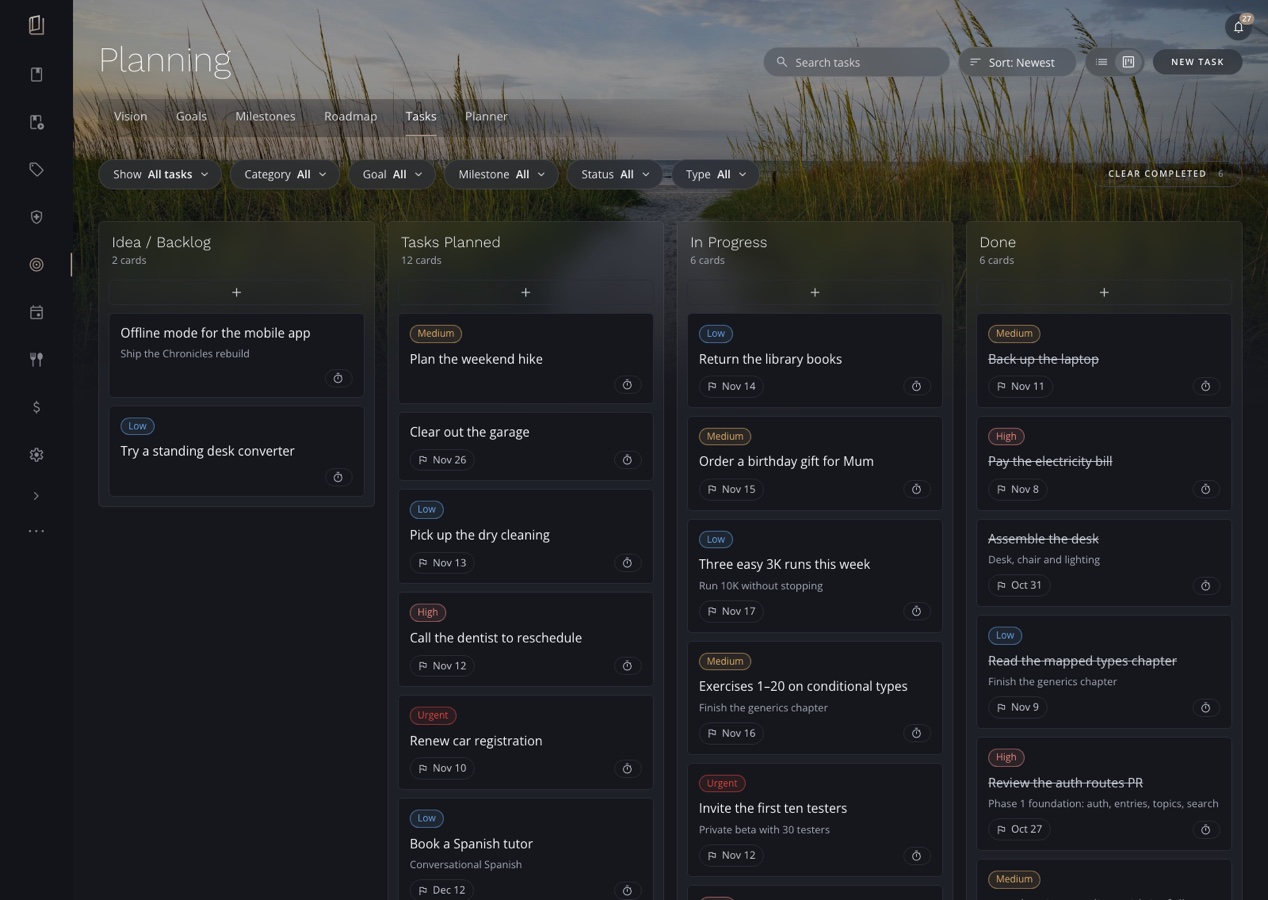 27
Planning
Search tasks
Sort: Newest
NEW TASK
Vision
Goals
Milestones
Roadmap
Tasks
Planner
Show All tasks
Category All
Goal All
Milestone All
Status All
Type All
CLEAR COMPLETED 6
Idea / Backlog
2 cards
+
Offline mode for the mobile app
Ship the Chronicles rebuild
Low
Try a standing desk converter
Tasks Planned
12 cards
+
Medium
Plan the weekend hike
Clear out the garage
Nov 26
Low
Pick up the dry cleaning
Nov 13
High
Call the dentist to reschedule
Nov 12
Urgent
Renew car registration
Nov 10
Low
Book a Spanish tutor
Conversational Spanish
Dec 12
In Progress
6 cards
+
Low
Return the library books
Nov 14
Medium
Order a birthday gift for Mum
Nov 15
Low
Three easy 3K runs this week
Run 10K without stopping
Nov 17
Medium
Exercises 1–20 on conditional types
Finish the generics chapter
Nov 16
Urgent
Invite the first ten testers
Private beta with 30 testers
Nov 12
Done
6 cards
+
Medium
Back up the laptop
Nov 11
High
Pay the electricity bill
Nov 8
Assemble the desk
Desk, chair and lighting
Oct 31
Low
Read the mapped types chapter
Finish the generics chapter
Nov 9
High
Review the auth routes PR
Phase 1 foundation: auth, entries, topics, search
Oct 27
Medium